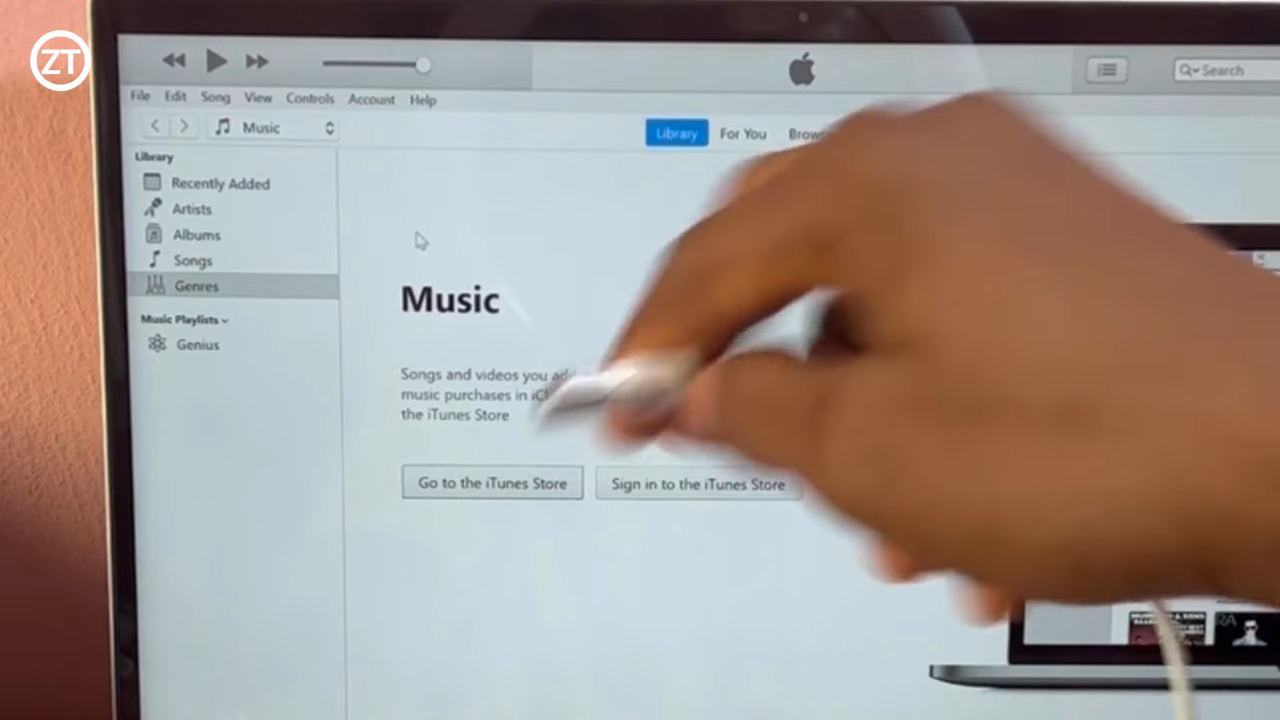 ZT
Search
File Edit Song View Controls Account Help
Music
Library For You
Library
Recently Added
Artists
Albums
Songs
Genres
Music Playlists
Genius
Music
Songs and videos you
music purchases in
the iTunes Store
Go to the iTunes Store Sign in to the iTunes Store